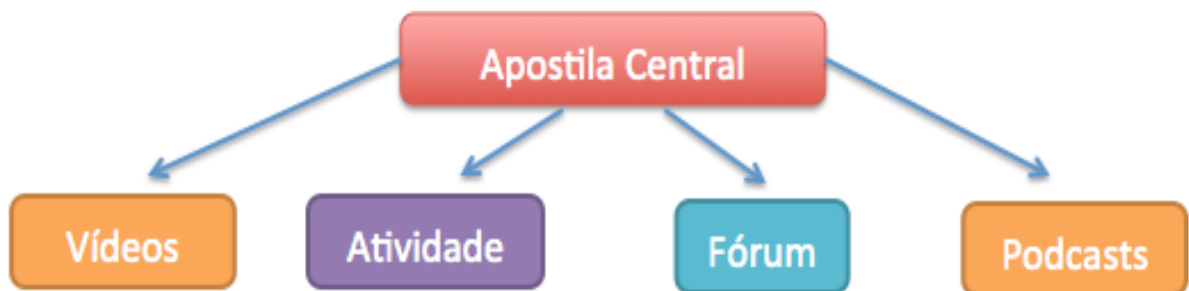 Apostila Central
Vídeos
Atividade
Fórum
Podcasts